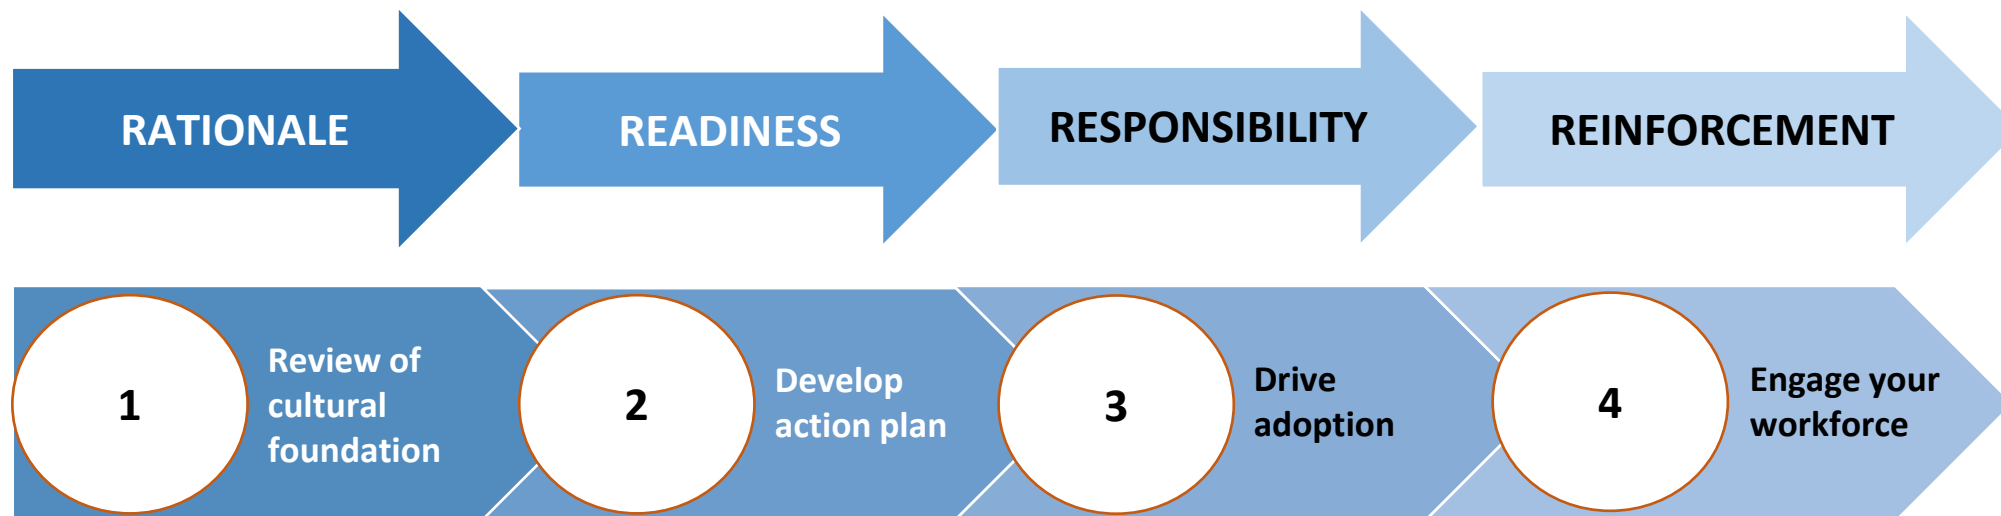 RATIONALE
READINESS
RESPONSIBILITY
REINFORCEMENT
1
Review of
cultural
foundation
2
Develop
action plan
3
Drive
adoption
4
Engage your
workforce